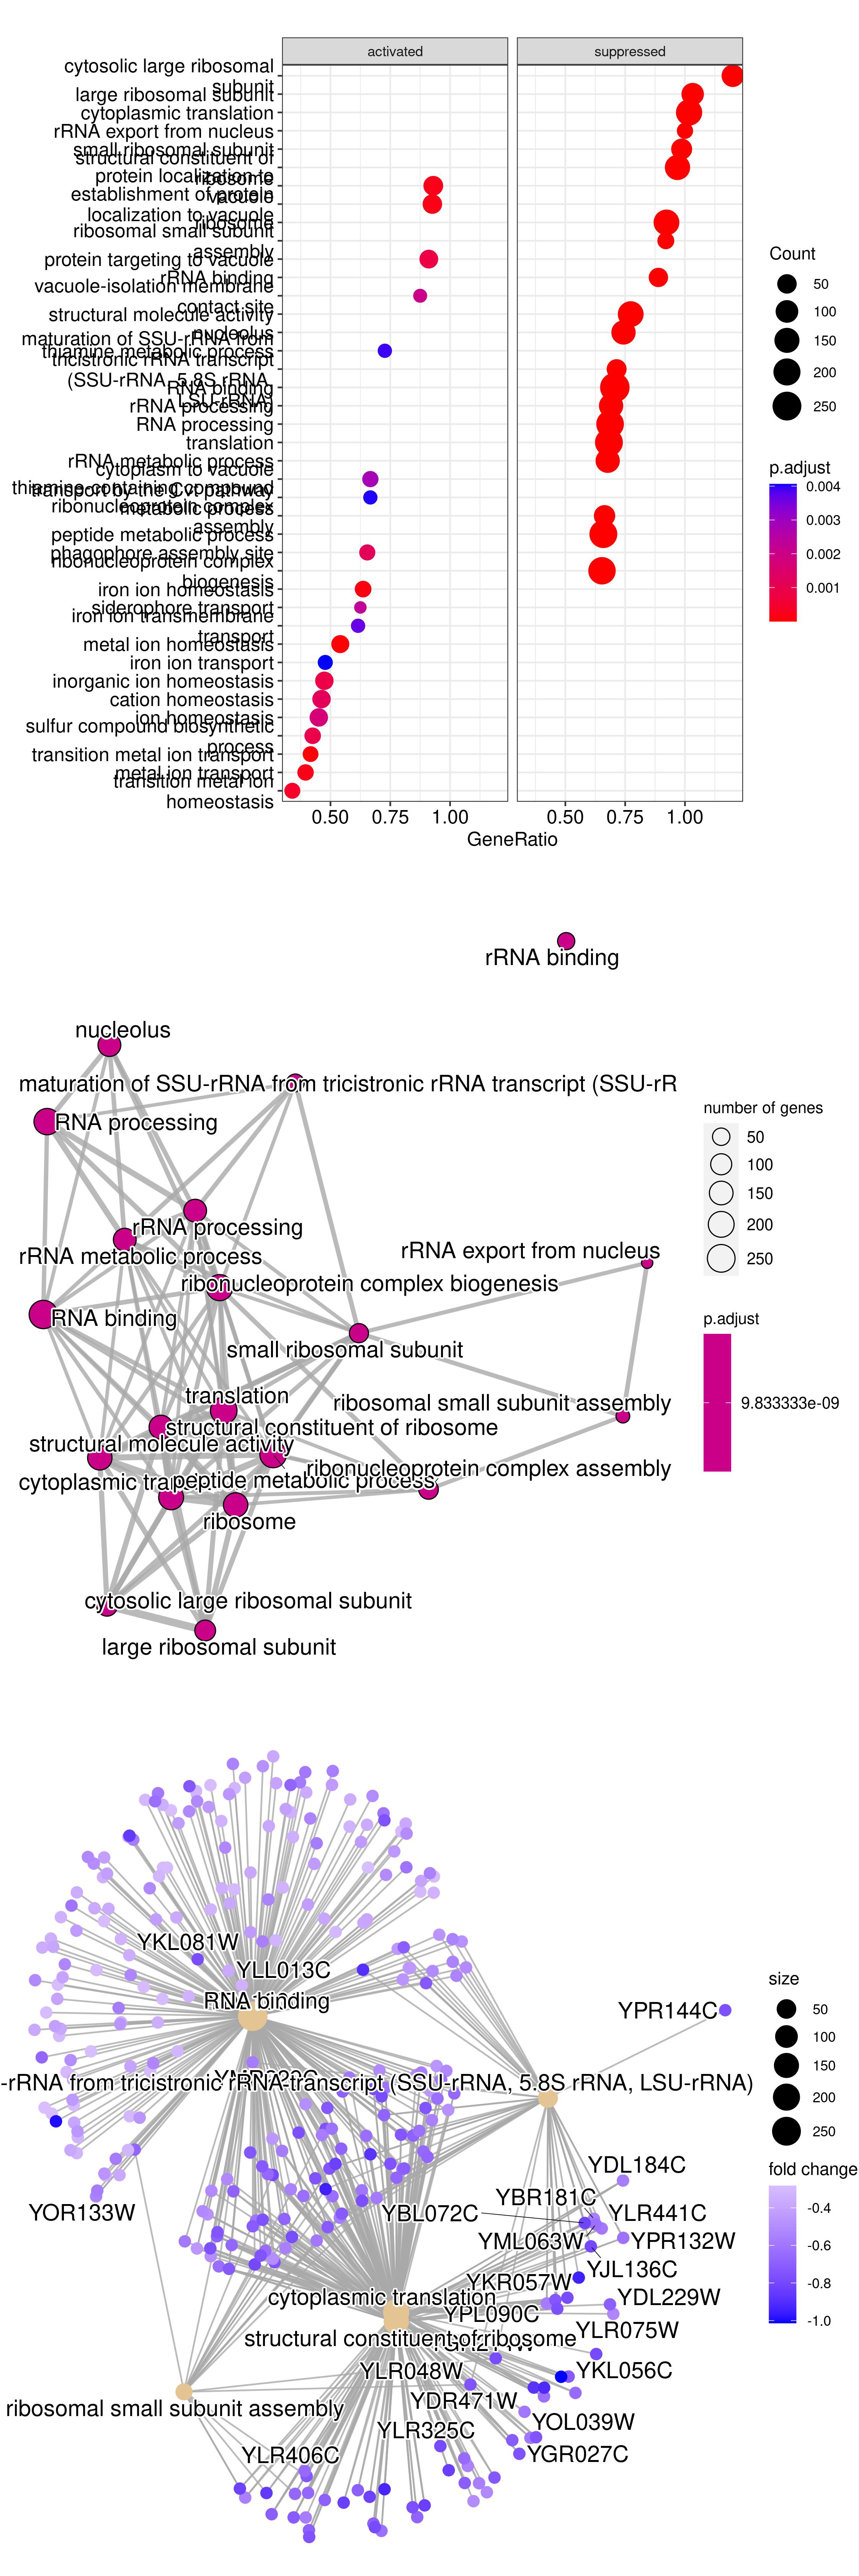 activated
suppressed
cytosolic large ribosomal
subunit
large ribosomal subunit
cytoplasmic translation
rRNA export from nucleus
small ribosomal subunit
structural constituent of
ribosome
protein localization to
vacuole
establishment of protein
localization to vacuole
ribosome
ribosomal small subunit
assembly
protein targeting to vacuole
rRNA binding
vacuole-isolation membrane
contact site
structural molecule activity
nucleolus
maturation of SSU-rRNA from
tricistronic rRNA transcript
(SSU-rRNA, 5.8S rRNA,
LSU-rRNA)
thiamine metabolic process
RNA binding
rRNA processing
RNA processing
translation
rRNA metabolic process
cytoplasm to vacuole
transport by the Cvt pathway
thiamine-containing compound
metabolic process
ribonucleoprotein complex
assembly
peptide metabolic process
phagophore assembly site
ribonucleoprotein complex
biogenesis
iron ion homeostasis
siderophore transport
iron ion transmembrane
transport
metal ion homeostasis
iron ion transport
inorganic ion homeostasis
cation homeostasis
ion homeostasis
sulfur compound biosynthetic
process
transition metal ion transport
metal ion transport
transition metal ion
homeostasis
0.50 0.75 1.00
0.50 0.75 1.00
GeneRatio
Count
50
100
150
200
250
p.adjust
0.004
0.003
0.002
0.001
rRNA binding
nucleolus
maturation of SSU-rRNA from tricistronic rRNA transcript (SSU-rR
RNA processing
rRNA processing
rRNA metabolic process
rRNA export from nucleus
ribonucleoprotein complex biogenesis
RNA binding
small ribosomal subunit
translation
ribosomal small subunit assembly
structural constituent of ribosome
structural molecule activity
ribonucleoprotein complex assembly
cytoplasmic
peptide metabolic process
ribosome
cytosolic large ribosomal subunit
large ribosomal subunit
number of genes
50
100
150
200
250
p.adjust
9.833333e-09
YKL081W
YLL013C
RNA binding
YPR144C
-rRNA from tricistronic rRNA transcript (SSU-rRNA, 5.8S rRNA, LSU-rRNA)
YDL184C
YOR133W
YBR181C
YBL072C
YLR441C
YML063W
YPR132W
YJL136C
YKR057W
cytoplasmic translation
YDL229W
YPL090C
YLR075W
structural constituent of ribosome
YLR048W
YKL056C
ribosomal small subunit assembly
YDR471W
YOL039W
YLR325C
YLR406C
YGR027C
size
50
100
150
200
250
fold change
-0.4
-0.6
-0.8
-1.0